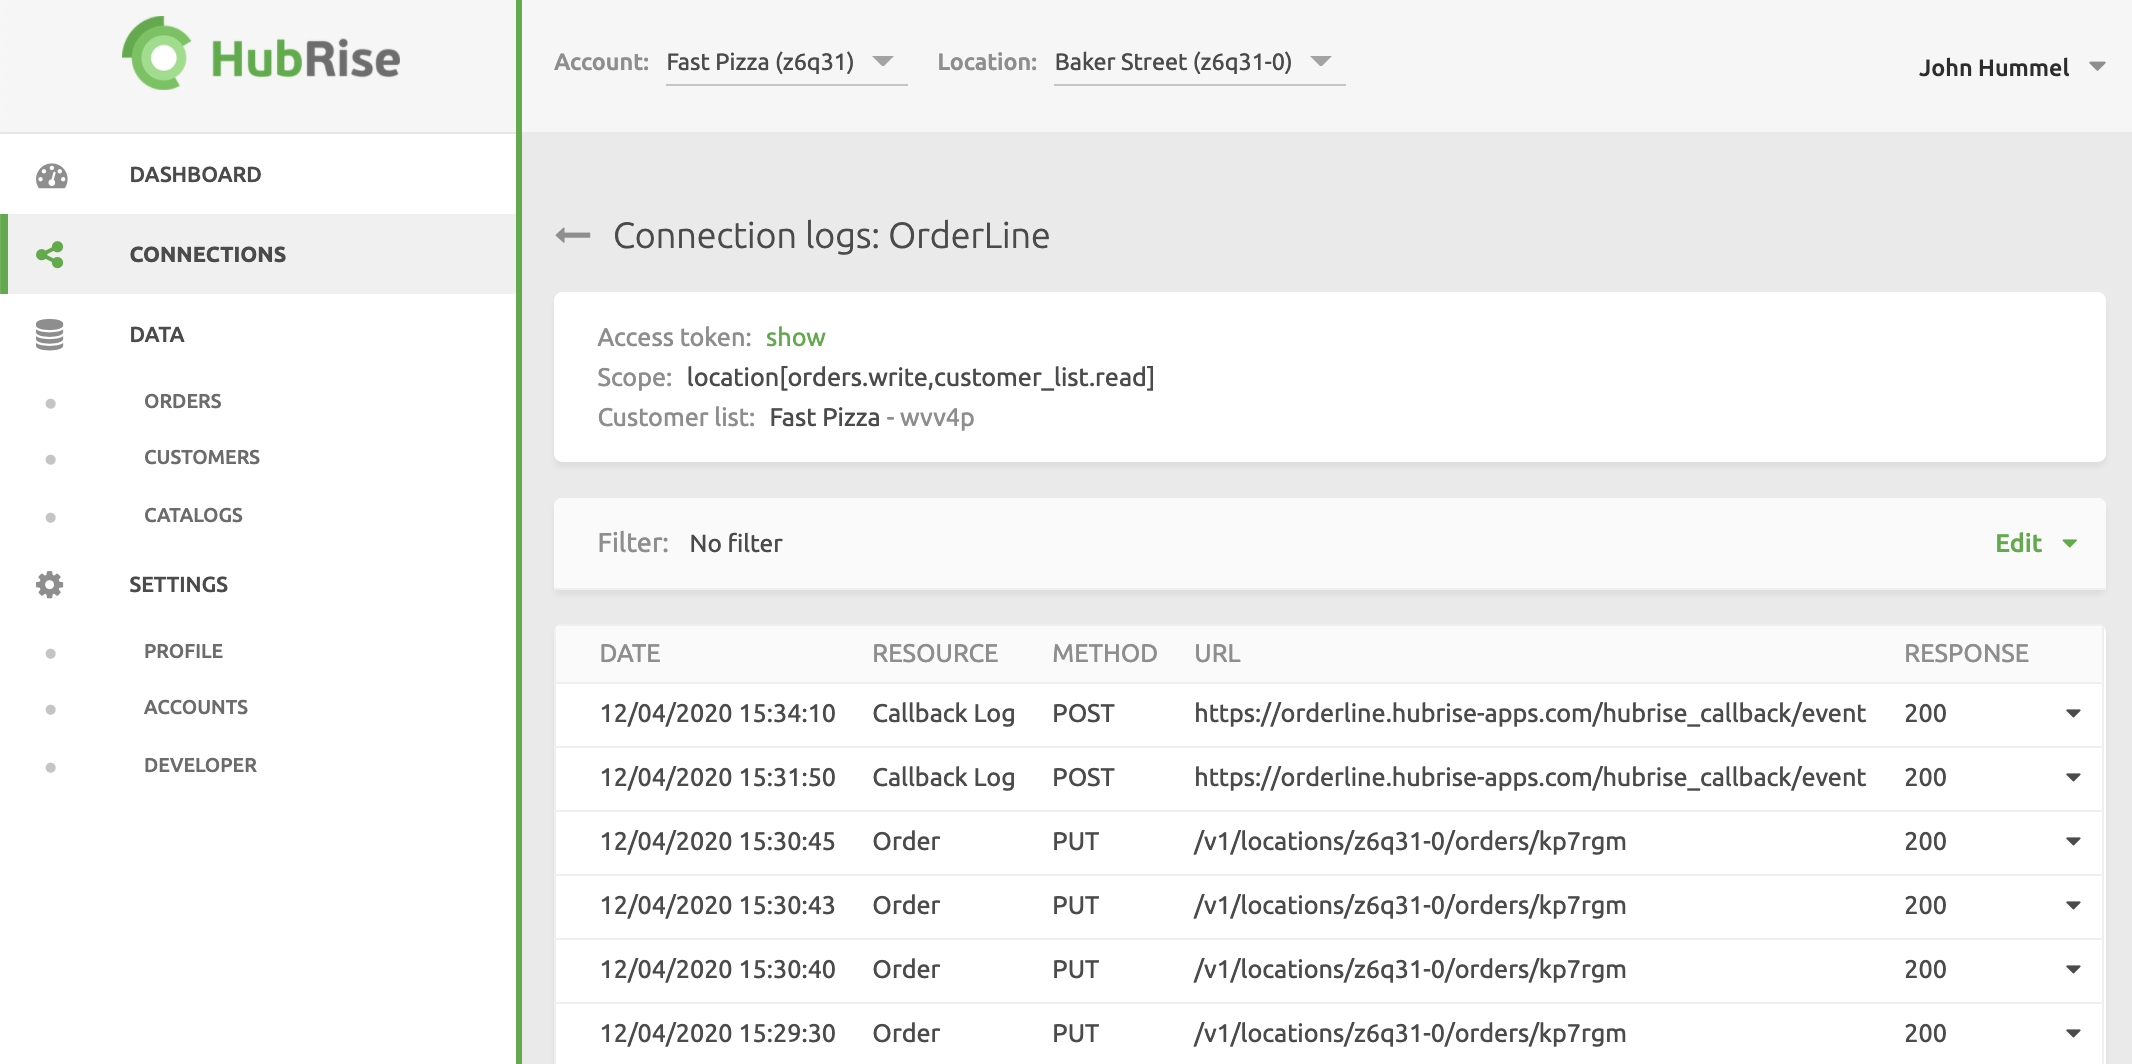 HubRise
Account: Fast Pizza (z6q31) Location: Baker Street (z6q31-0) John Hummel
DASHBOARD
CONNECTIONS
DATA
ORDERS
CUSTOMERS
CATALOGS
SETTINGS
PROFILE
ACCOUNTS
DEVELOPER
Connection logs: OrderLine
Access token: show
Scope: location[orders.write,customer_list.read]
Customer list: Fast Pizza - wvv4p
Filter: No filter Edit
DATE RESOURCE METHOD URL RESPONSE
12/04/2020 15:34:10 Callback Log POST https://orderline.hubrise-apps.com/hubrise_callback/event 200
12/04/2020 15:31:50 Callback Log POST https://orderline.hubrise-apps.com/hubrise_callback/event 200
12/04/2020 15:30:45 Order PUT /v1/locations/z6q31-0/orders/kp7rgm 200
12/04/2020 15:30:43 Order PUT /v1/locations/z6q31-0/orders/kp7rgm 200
12/04/2020 15:30:40 Order PUT /v1/locations/z6q31-0/orders/kp7rgm 200
12/04/2020 15:29:30 Order PUT /v1/locations/z6q31-0/orders/kp7rgm 200